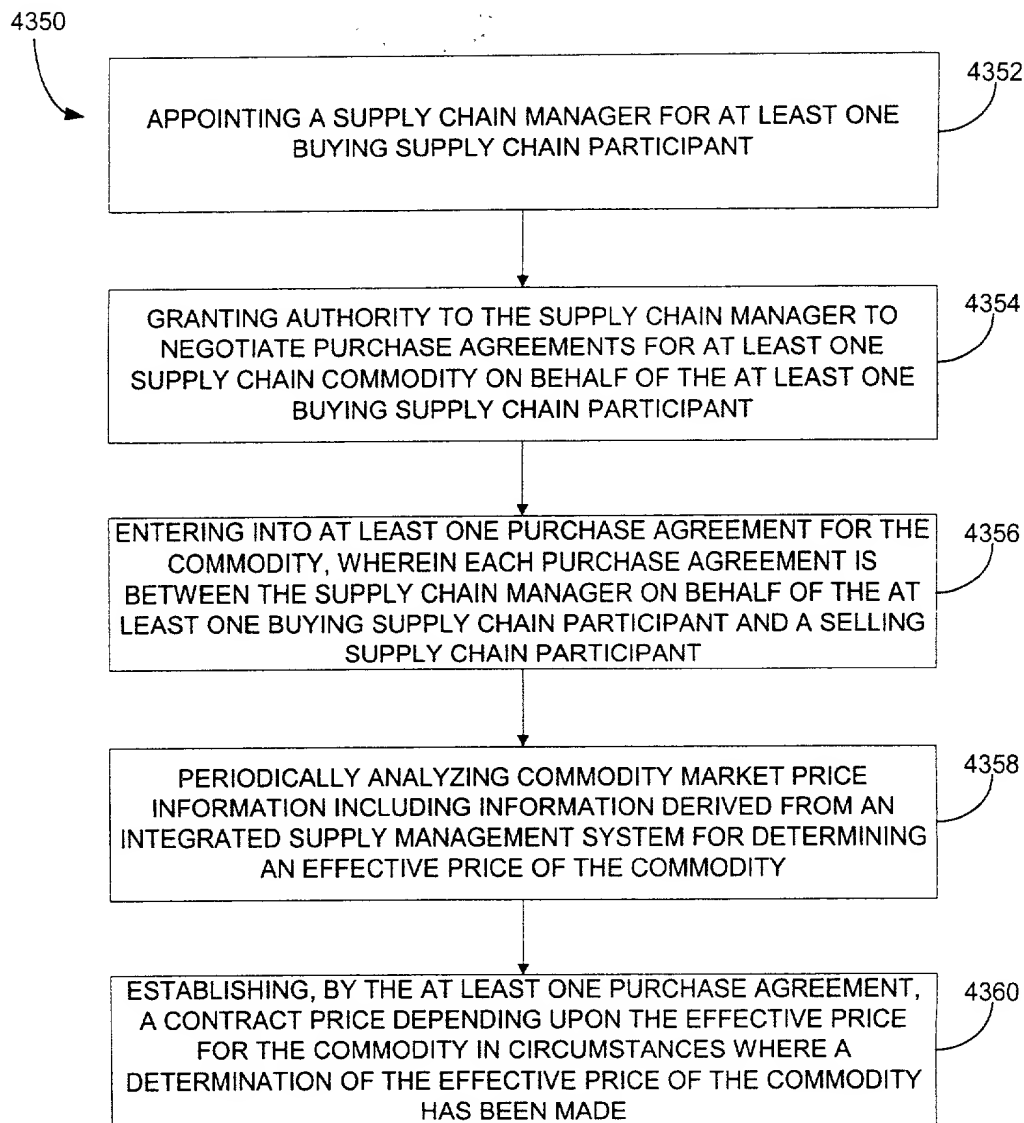 4350
4352
APPOINTING A SUPPLY CHAIN MANAGER FOR AT LEAST ONE
BUYING SUPPLY CHAIN PARTICIPANT
4354
GRANTING AUTHORITY TO THE SUPPLY CHAIN MANAGER TO
NEGOTIATE PURCHASE AGREEMENTS FOR AT LEAST ONE
SUPPLY CHAIN COMMODITY ON BEHALF OF THE AT LEAST ONE
BUYING SUPPLY CHAIN PARTICIPANT
4356
ENTERING INTO AT LEAST ONE PURCHASE AGREEMENT FOR THE
COMMODITY, WHEREIN EACH PURCHASE AGREEMENT IS
BETWEEN THE SUPPLY CHAIN MANAGER ON BEHALF OF THE AT
LEAST ONE BUYING SUPPLY CHAIN PARTICIPANT AND A SELLING
SUPPLY CHAIN PARTICIPANT
4358
PERIODICALLY ANALYZING COMMODITY MARKET PRICE
INFORMATION INCLUDING INFORMATION DERIVED FROM AN
INTEGRATED SUPPLY MANAGEMENT SYSTEM FOR DETERMINING
AN EFFECTIVE PRICE OF THE COMMODITY
4360
ESTABLISHING, BY THE AT LEAST ONE PURCHASE AGREEMENT,
A CONTRACT PRICE DEPENDING UPON THE EFFECTIVE PRICE
FOR THE COMMODITY IN CIRCUMSTANCES WHERE A
DETERMINATION OF THE EFFECTIVE PRICE OF THE COMMODITY
HAS BEEN MADE